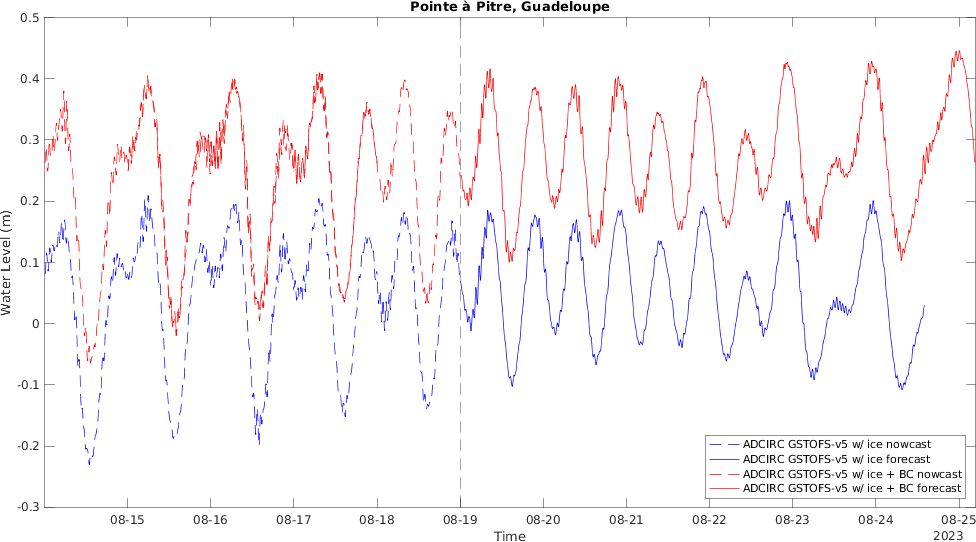 Pointe à Pitre, Guadeloupe
0.5
0.4
0.3
0.2
0.1
0
-0.1
-0.2
-0.3
Water Level (m)
08-15 08-16 08-17 08-18 08-19 08-20 08-21 08-22 08-23 08-24 08-25
2023
Time
ADCIRC GSTOFS-v5 w/ ice nowcast
ADCIRC GSTOFS-v5 w/ ice forecast
ADCIRC GSTOFS-v5 w/ ice + BC nowcast
ADCIRC GSTOFS-v5 w/ ice + BC forecast